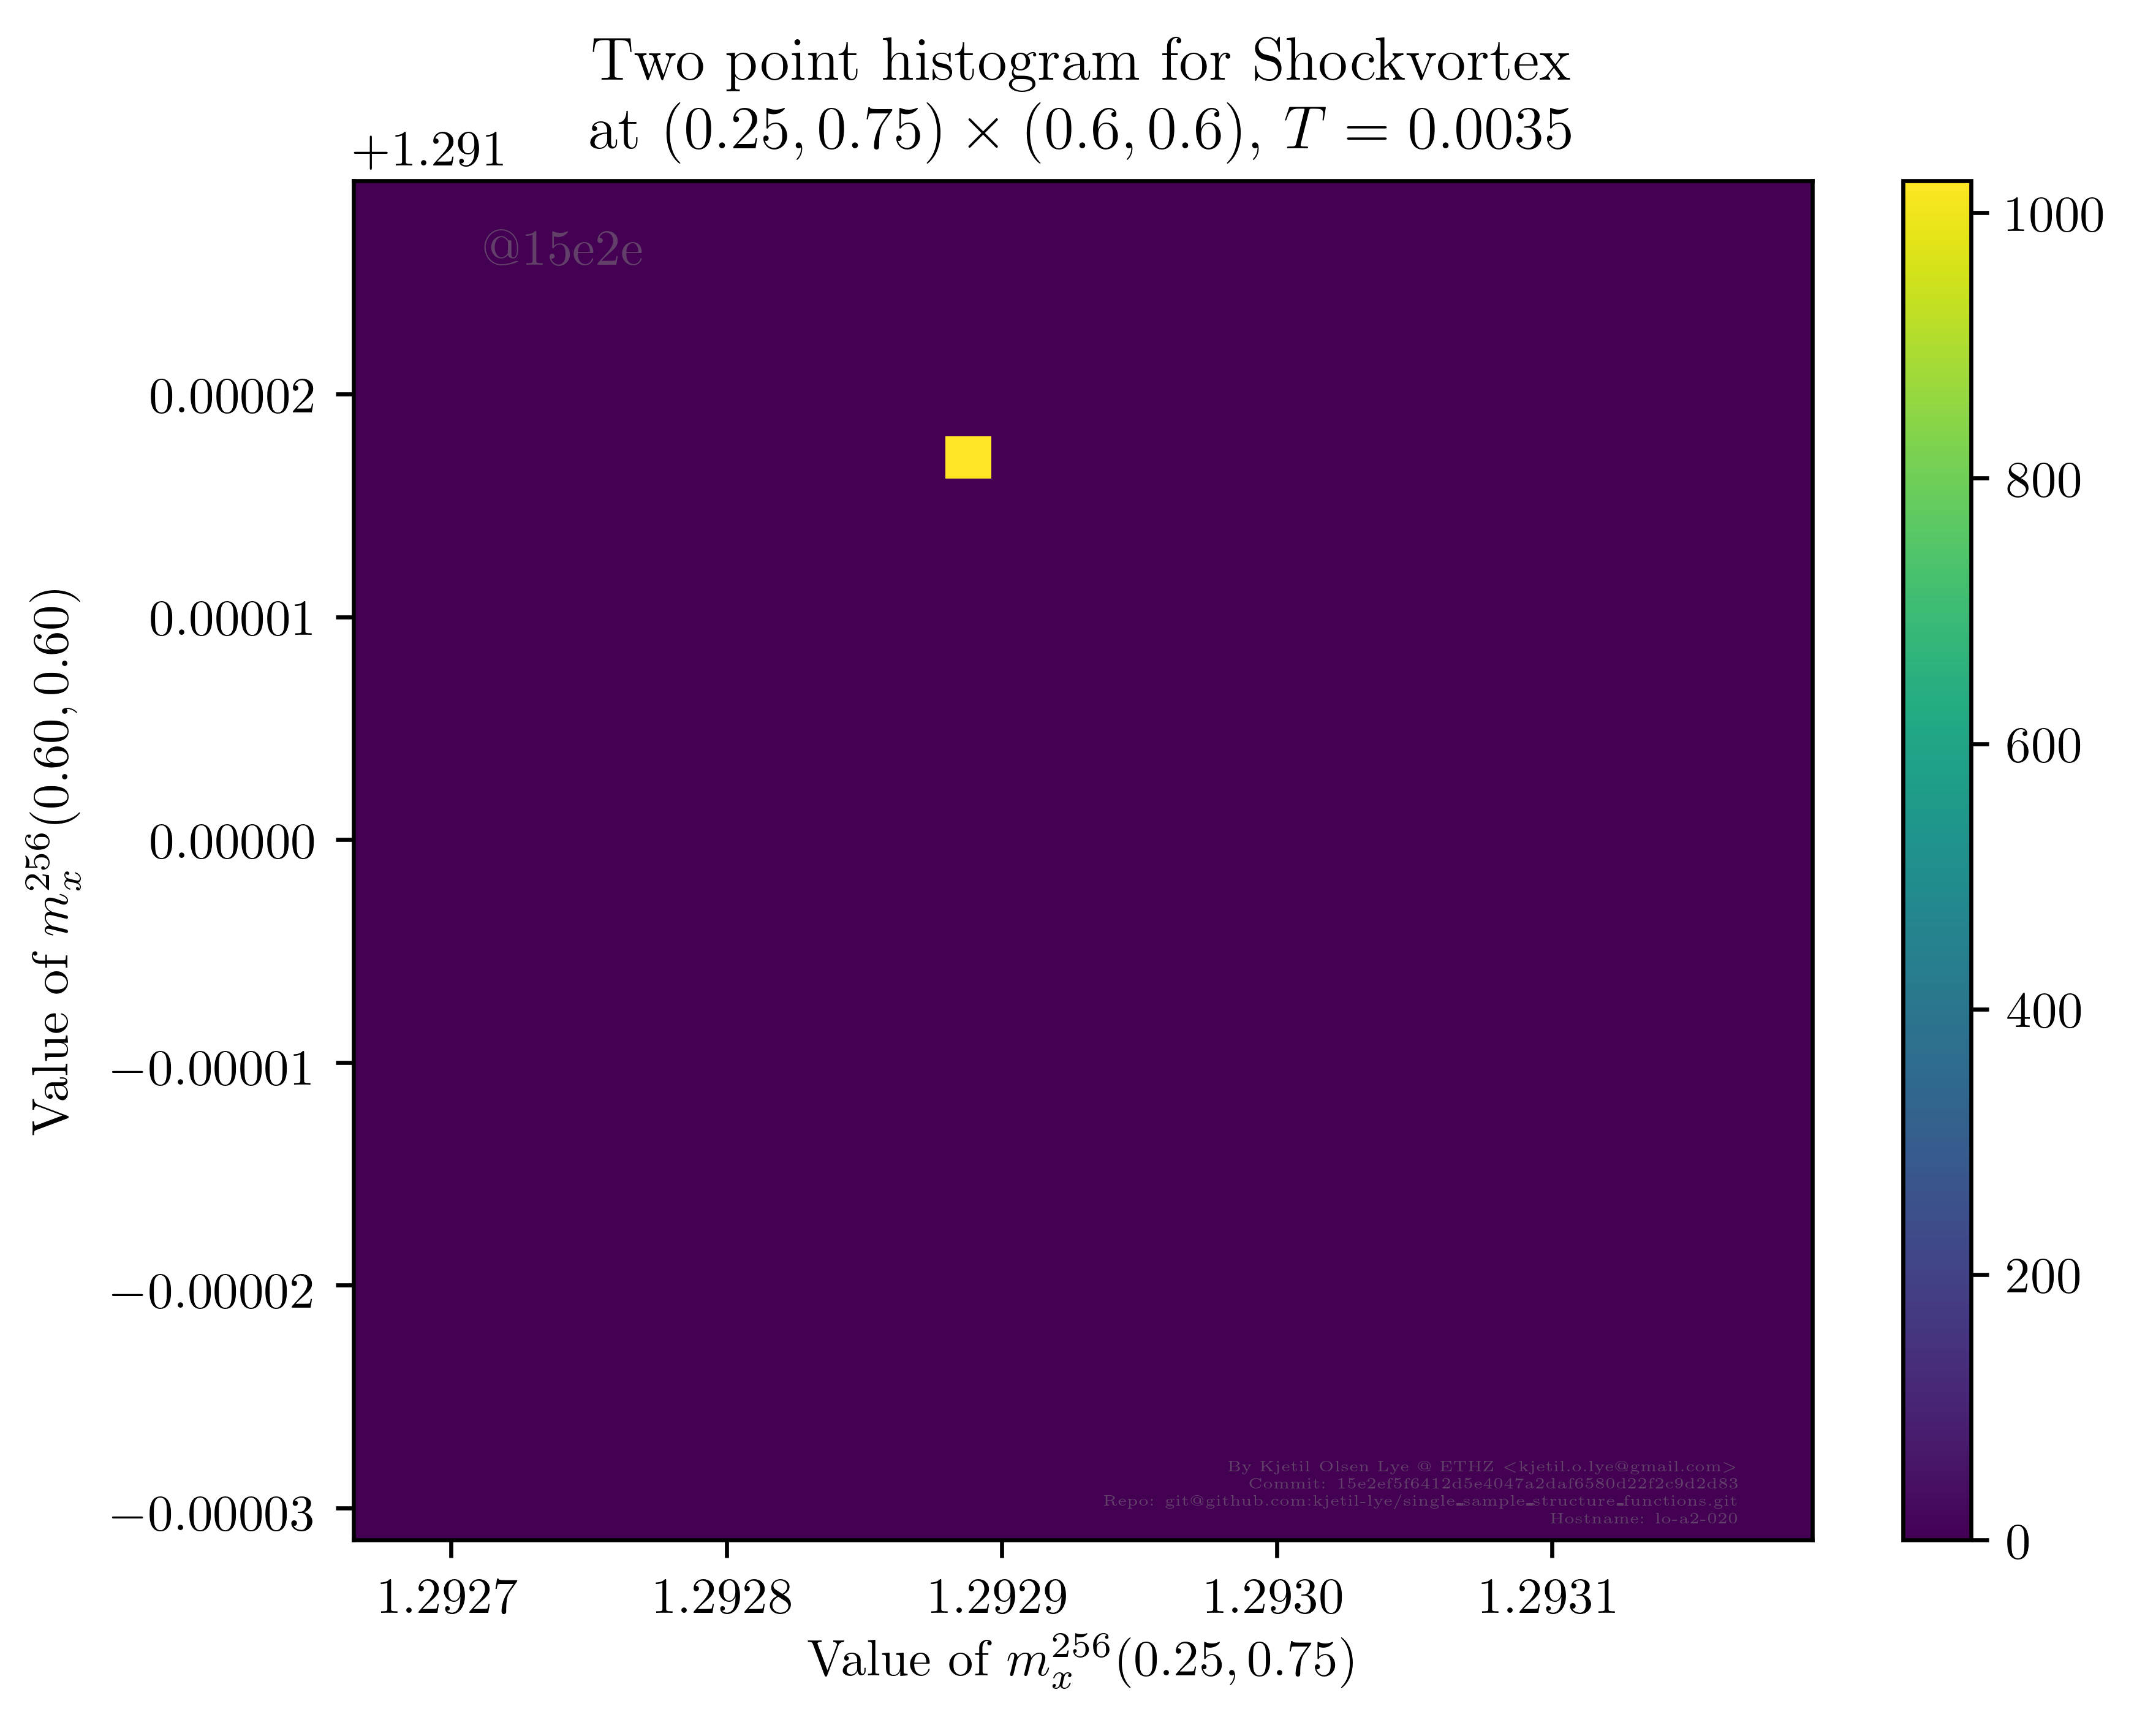 Two point histogram for Shockvortex
at (0.25, 0.75) × (0.6, 0.6), T = 0.0035
+1.291
@15e2e
0.00002
0.00001
0.00000
−0.00001
−0.00002
−0.00003
Value of m_x^{256}(0.60, 0.60)
1.2927 1.2928 1.2929 1.2930 1.2931
Value of m_x^{256}(0.25, 0.75)
1000
800
600
400
200
0
By Kjetil Olsen Lye @ ETHZ <kjetil.o.lye@gmail.com>
Commit: 15e2ef5f6412d5e4047a2daf6580d22f2c9d2d83
Repo: git@github.com:kjetil-lye/single_sample_structure_functions.git
Hostname: lo-a2-020